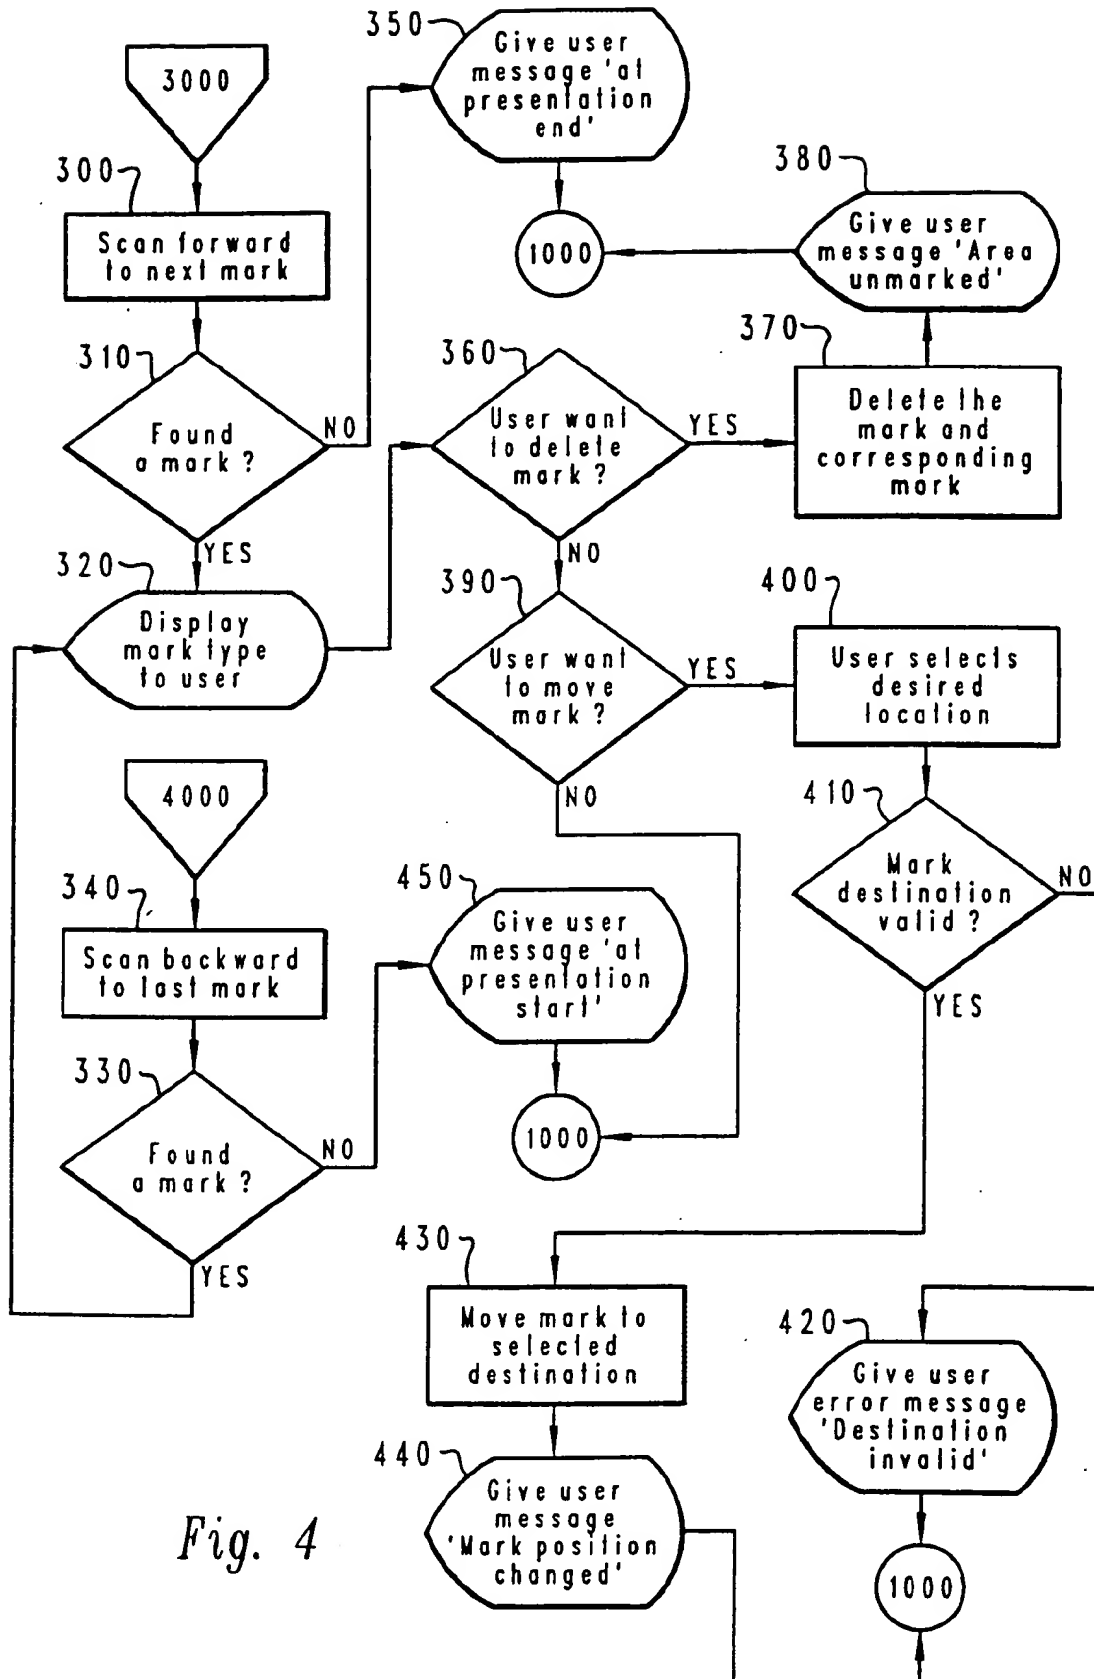 350
Give user
message 'at
presentation
end'
3000
300
Scan forward
to next mark
1000
380
Give user
message 'Area
unmarked'
310
Found
a mark ?
NO
YES
360
User want
to delete
mark ?
YES
NO
370
Delete the
mark and
corresponding
mark
320
Display
mark type
to user
390
User want
to move
mark ?
YES
NO
400
User selects
desired
location
4000
410
Mark
destination
valid ?
NO
YES
340
Scan backward
to last mark
450
Give user
message 'at
presentation
start'
330
Found
a mark ?
NO
YES
1000
430
Move mark to
selected
destination
420
Give user
error message
'Destination
invalid'
440
Give user
message
'Mark position
changed'
1000
Fig. 4